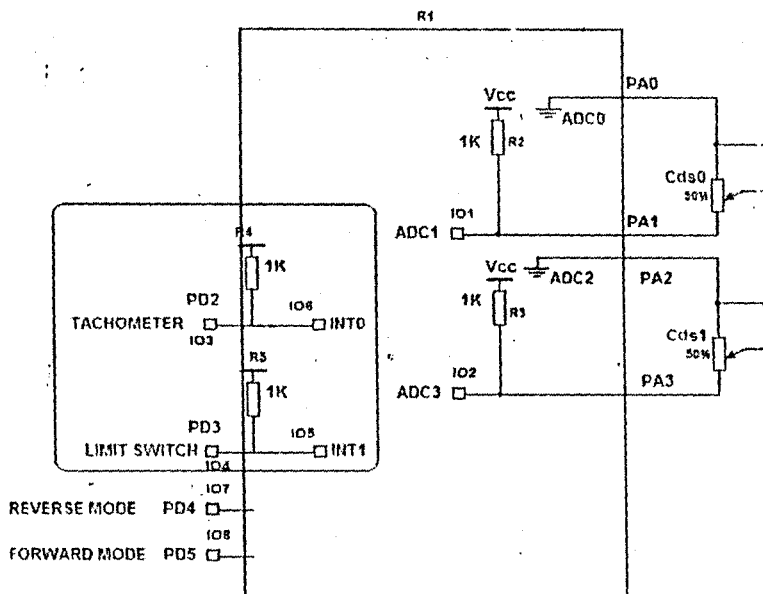 R1
PA0
Vcc
ADC0
1K R2
Cds0
50%
IO1
ADC1
PA1
R4
1K
Vcc
ADC2
PA2
1K
R3
PD2
IO6
TACHOMETER
INT0
IO3
Cds1
50%
R5
IO2
1K
ADC3
PA3
PD3
IO5
LIMIT SWITCH
INT1
IO4
IO7
REVERSE MODE PD4
IO8
FORWARD MODE PD5